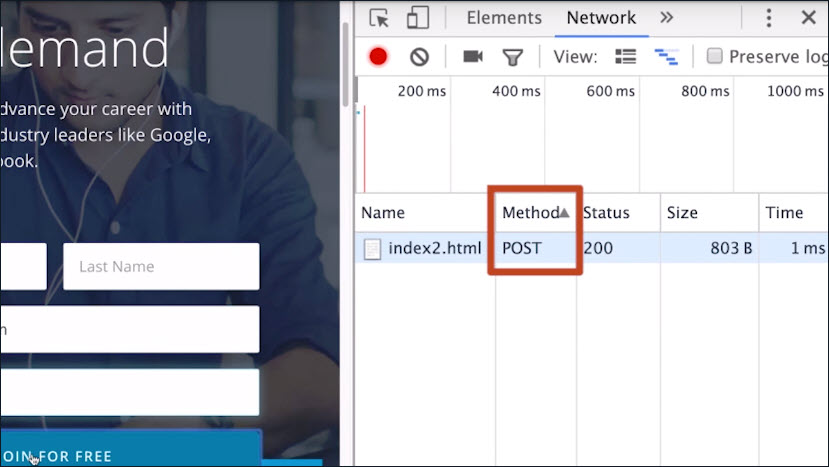 demand
dvance your career with
dustry leaders like Google,
book.
Last Name
n
OIN FOR FREE
Elements Network »
View: Preserve log
200 ms 400 ms 600 ms 800 ms 1000 ms
Name Method Status Size Time
index2.html POST 200 803 B 1 ms